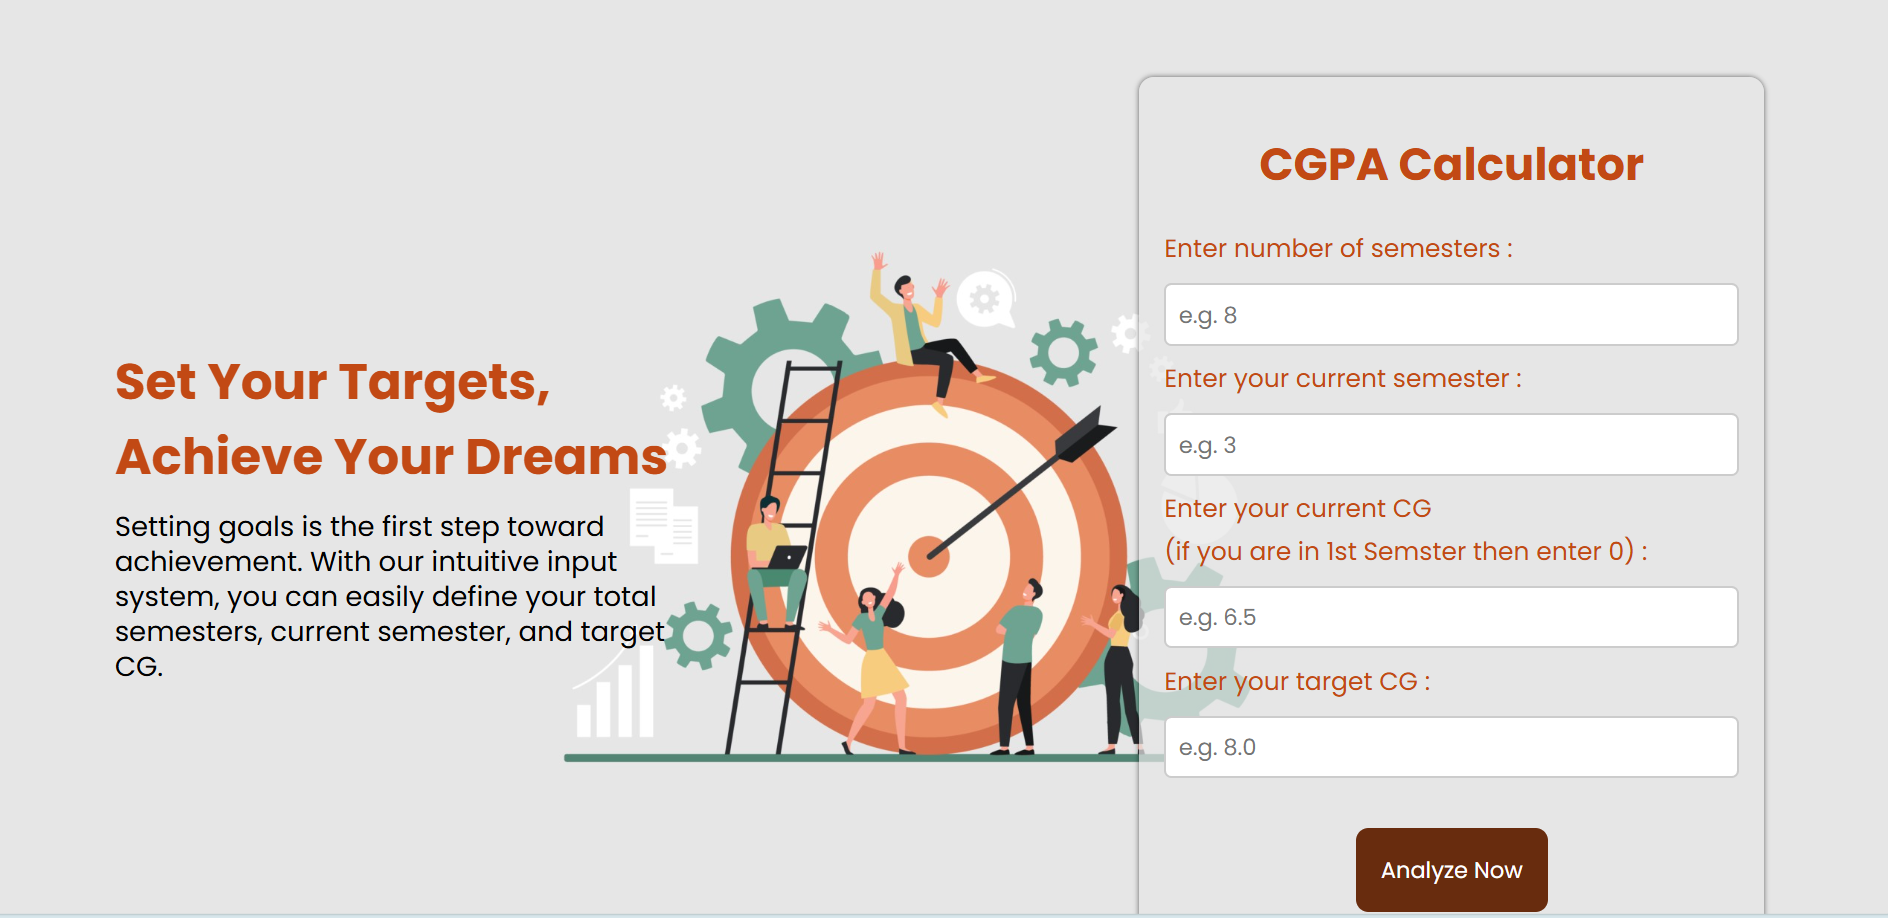 Set Your Targets,
Achieve Your Dreams
Setting goals is the first step toward
achievement. With our intuitive input
system, you can easily define your total
semesters, current semester, and target
CG.
CGPA Calculator
Enter number of semesters :
e.g. 8
Enter your current semester :
e.g. 3
Enter your current CG
(if you are in 1st Semster then enter 0) :
e.g. 6.5
Enter your target CG :
e.g. 8.0
Analyze Now